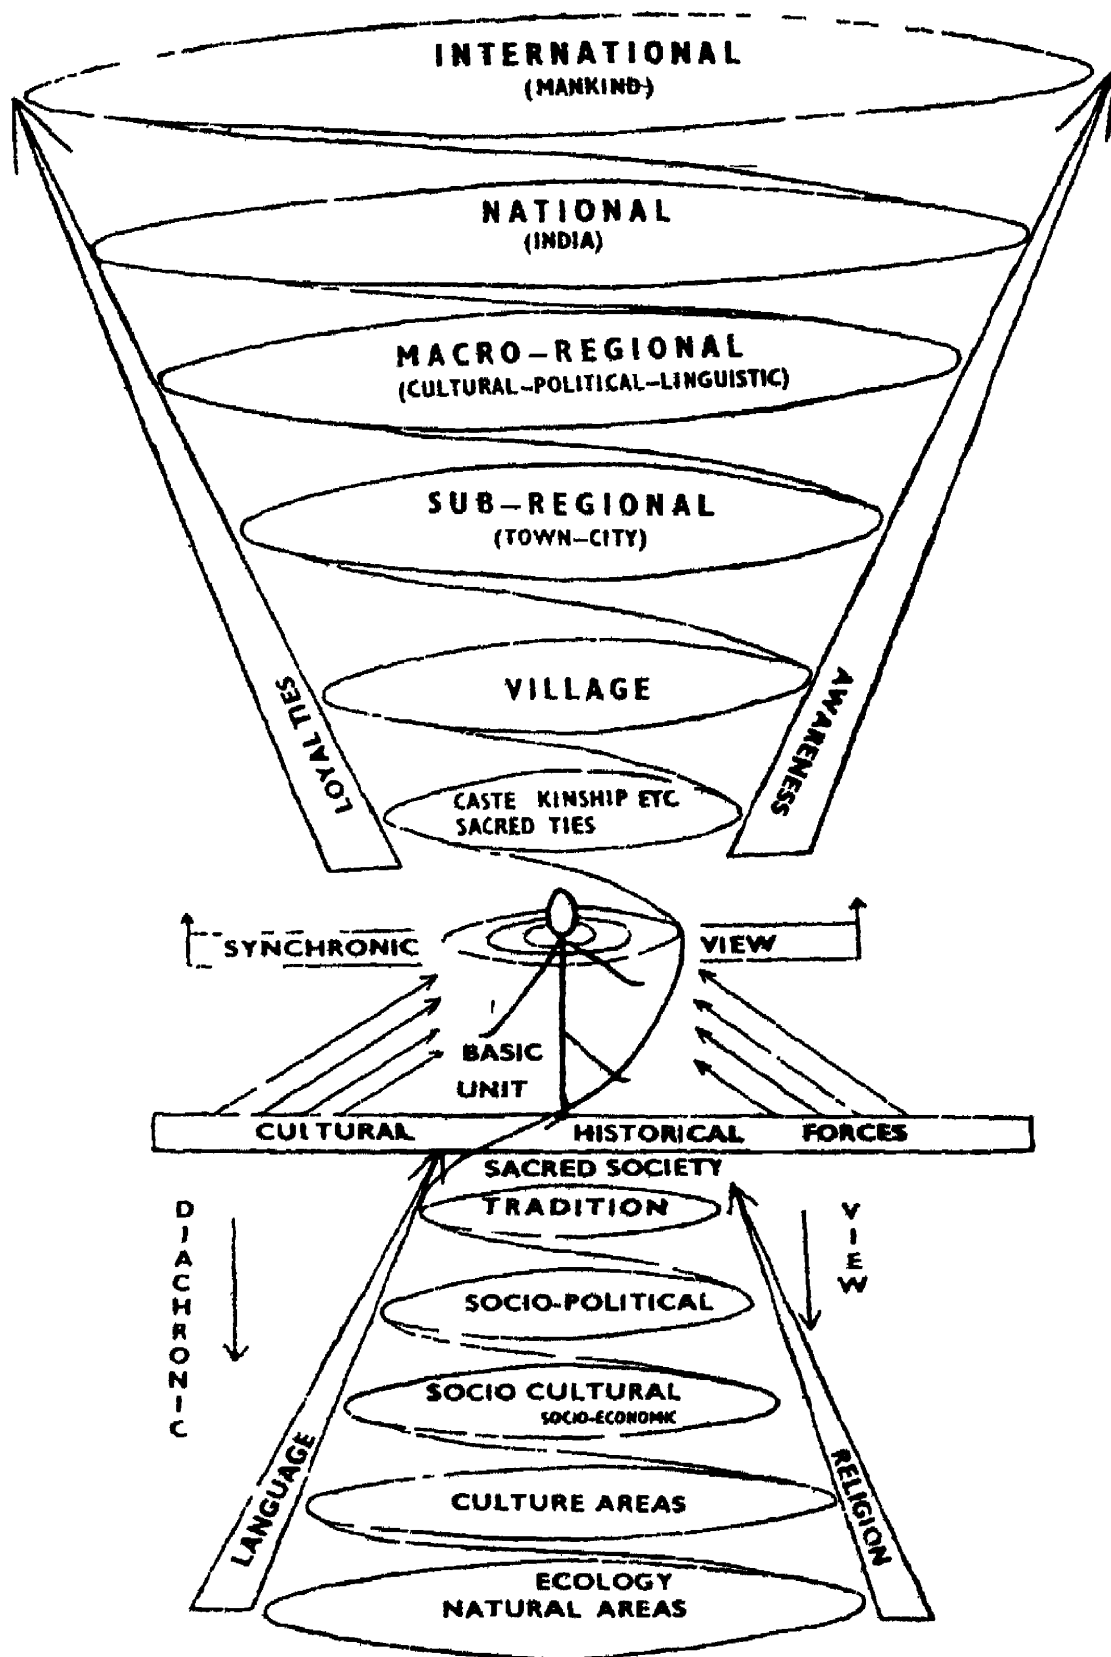 INTERNATIONAL
(MANKIND)
NATIONAL
(INDIA)
MACRO-REGIONAL
(CULTURAL-POLITICAL-LINGUISTIC)
SUB-REGIONAL
(TOWN-CITY)
VILLAGE
LOYALTIES
AWARENESS
CASTE KINSHIP ETC
SACRED TIES
SYNCHRONIC VIEW
BASIC
UNIT
CULTURAL HISTORICAL FORCES
SACRED SOCIETY
TRADITION
DIACHRONIC
VIEW
SOCIO-POLITICAL
SOCIO CULTURAL
SOCIO-ECONOMIC
LANGUAGE
RELIGION
CULTURE AREAS
ECOLOGY
NATURAL AREAS